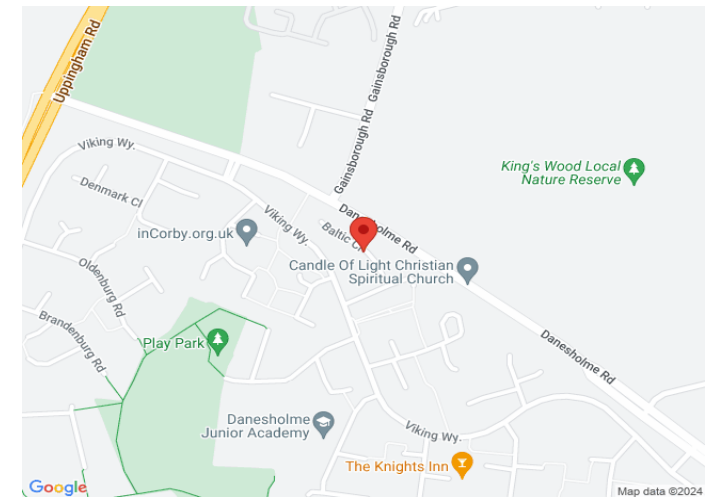 Uppingham Rd
Gainsborough Rd
Gainsborough Rd
Viking Wy.
King's Wood Local
Nature Reserve
Denmark Cl
Danesholme Rd
Viking Wy.
Baltic Cl
inCorby.org.uk
Candle Of Light Christian
Spiritual Church
Oldenburg Rd
Brandenburg Rd
Play Park
Danesholme Rd
Danesholme
Junior Academy
Viking Wy.
The Knights Inn
Google
Map data ©2024